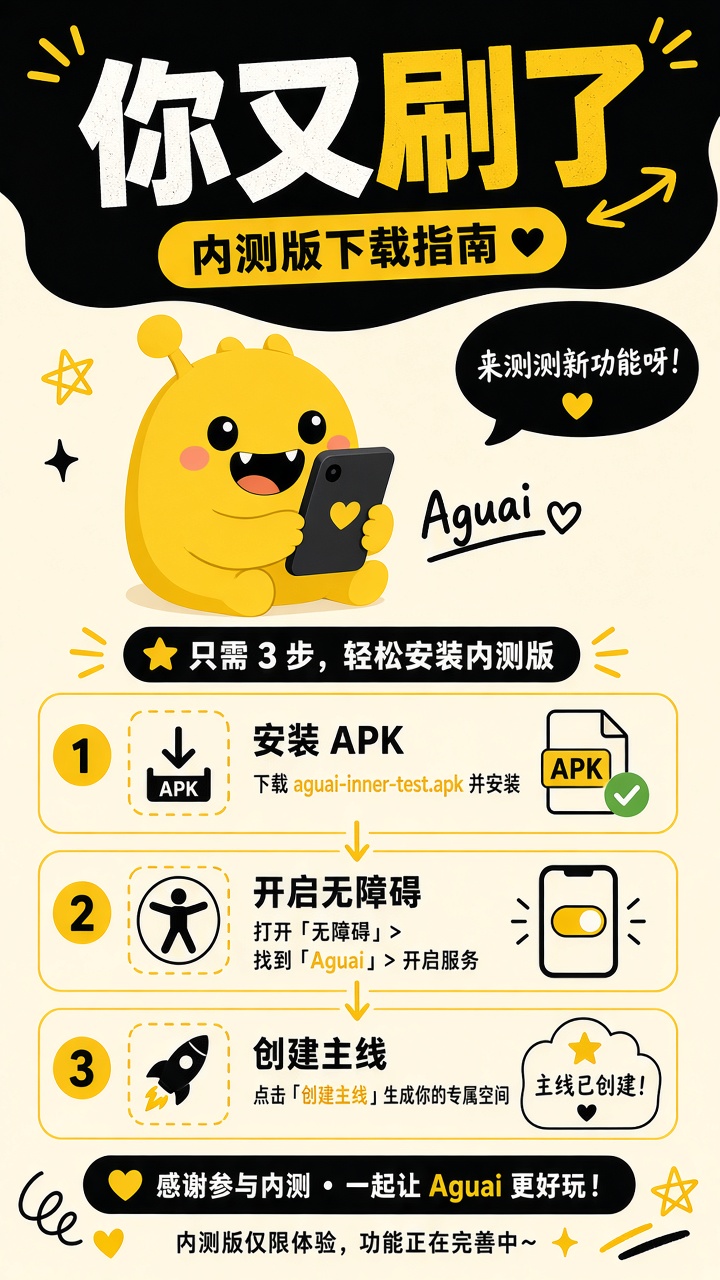 你又刷了
内测版下载指南
来测测新功能呀！
Aguai
只需 3 步，轻松安装内测版
1
APK
安装 APK
下载 aguai-inner-test.apk 并安装
APK
2
开启无障碍
打开「无障碍」>
找到「Aguai」> 开启服务
3
创建主线
点击「创建主线」生成你的专属空间
主线已创建！
感谢参与内测 • 一起让 Aguai 更好玩！
内测版仅限体验，功能正在完善中~